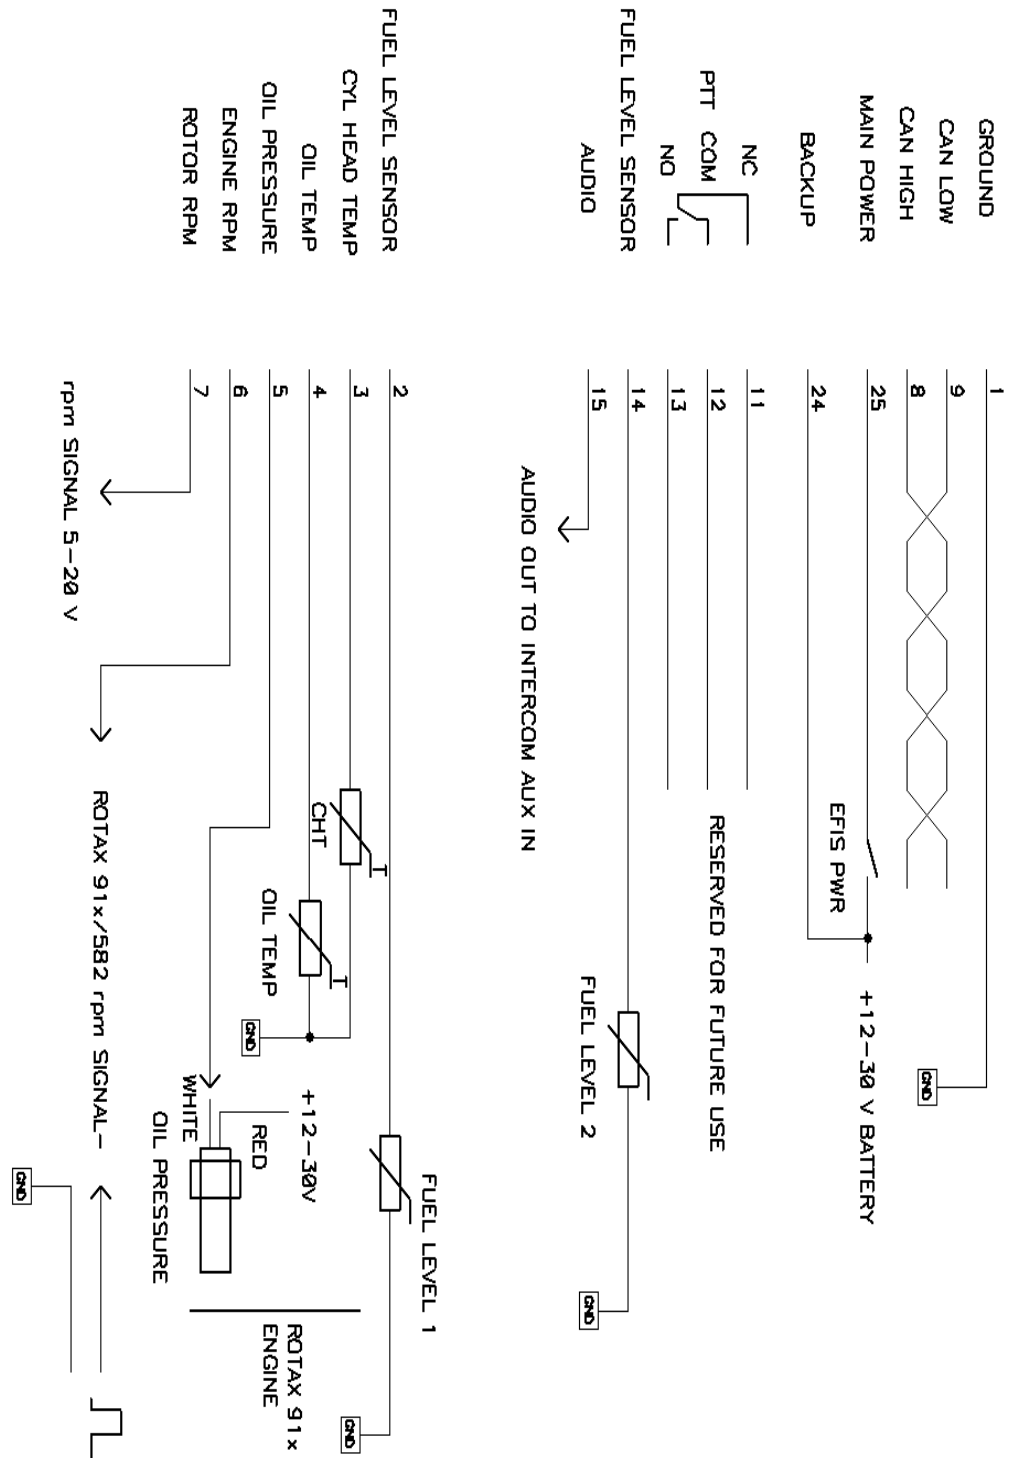 GROUND
1
GND
CAN LOW
9
CAN HIGH
8
MAIN POWER
25
EFIS PWR
+12-30 V BATTERY
BACKUP
24
NC
11
PTT COM
12
RESERVED FOR FUTURE USE
NO
13
FUEL LEVEL SENSOR
14
FUEL LEVEL 2
GND
AUDIO
15
AUDIO OUT TO INTERCOM AUX IN
FUEL LEVEL SENSOR
2
FUEL LEVEL 1
GND
CYL HEAD TEMP
3
T
CHT
OIL TEMP
4
T
OIL TEMP
GND
OIL PRESSURE
5
+12-30V
RED
WHITE
OIL PRESSURE
ROTAX 91x
ENGINE
ENGINE RPM
6
ROTAX 91x/582 rpm SIGNAL-
GND
ROTOR RPM
7
rpm SIGNAL 5-20 V